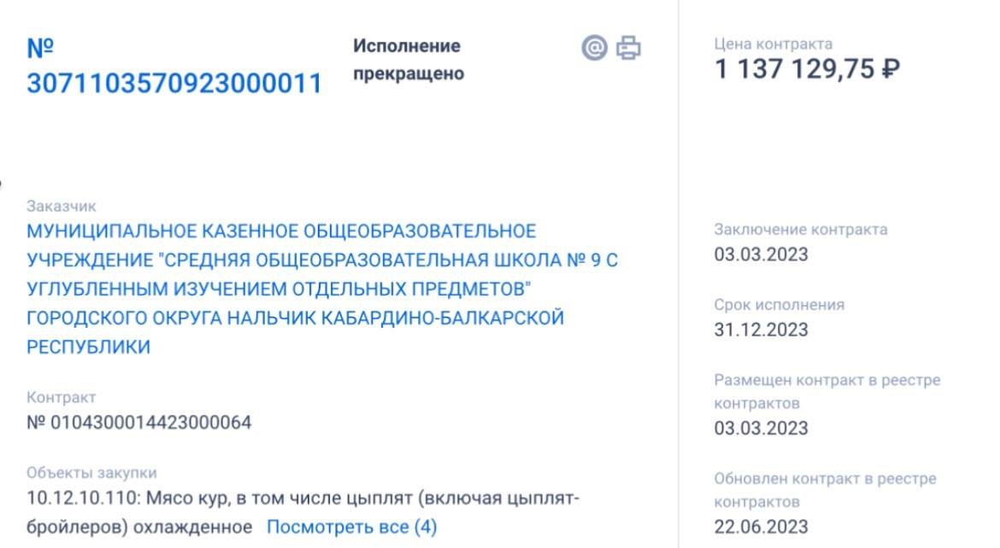 №
3071103570923000011
Исполнение
прекращено
Цена контракта
1 137 129,75 ₽
Заказчик
МУНИЦИПАЛЬНОЕ КАЗЕННОЕ ОБЩЕОБРАЗОВАТЕЛЬНОЕ
УЧРЕЖДЕНИЕ "СРЕДНЯЯ ОБЩЕОБРАЗОВАТЕЛЬНАЯ ШКОЛА № 9 С
УГЛУБЛЕННЫМ ИЗУЧЕНИЕМ ОТДЕЛЬНЫХ ПРЕДМЕТОВ"
ГОРОДСКОГО ОКРУГА НАЛЬЧИК КАБАРДИНО-БАЛКАРСКОЙ
РЕСПУБЛИКИ
Контракт
№ 0104300014423000064
Объекты закупки
10.12.10.110: Мясо кур, в том числе цыплят (включая цыплят-
бройлеров) охлажденное Посмотреть все (4)
Заключение контракта
03.03.2023
Срок исполнения
31.12.2023
Размещен контракт в реестре
контрактов
03.03.2023
Обновлен контракт в реестре
контрактов
22.06.2023